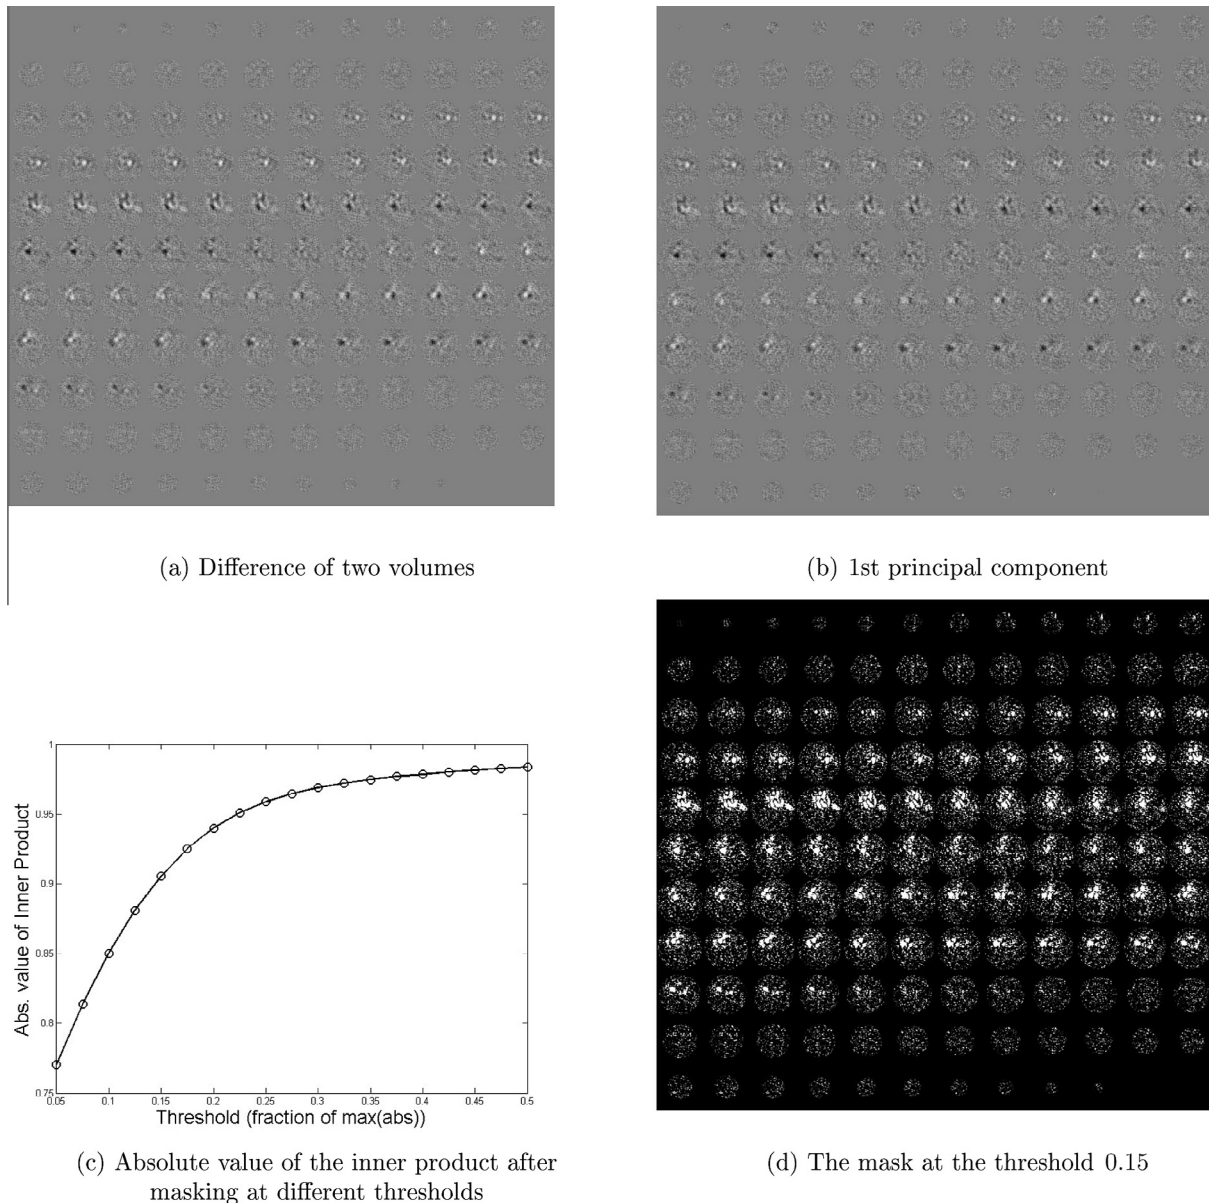 (a) Difference of two volumes
(b) 1st principal component
1
0.95
0.9
0.85
0.8
0.75
0.05
0.1
0.15
0.2
0.25
0.3
0.35
0.4
0.45
0.5
Abs. value of Inner Product
Threshold (fraction of max(abs))
(c) Absolute value of the inner product after
masking at different thresholds
(d) The mask at the threshold 0.15